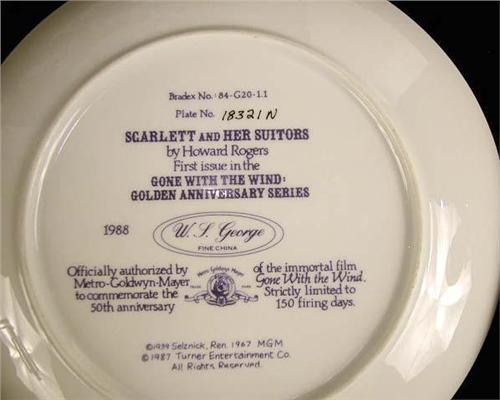 Bradex No.: 84-G20-1.1
Plate No. 18321N
SCARLETT AND HER SUITORS
by Howard Rogers
First issue in the
GONE WITH THE WIND:
GOLDEN ANNIVERSARY SERIES
1988
W. S. George
FINE CHINA
Officially authorized by
Metro-Goldwyn-Mayer
to commemorate the
50th anniversary
Metro Goldwyn Mayer
of the immortal film
Gone With the Wind.
Strictly limited to
150 firing days.
©1939 Selznick, Ren. 1967 MGM
©1987 Turner Entertainment Co.
All Rights Reserved.